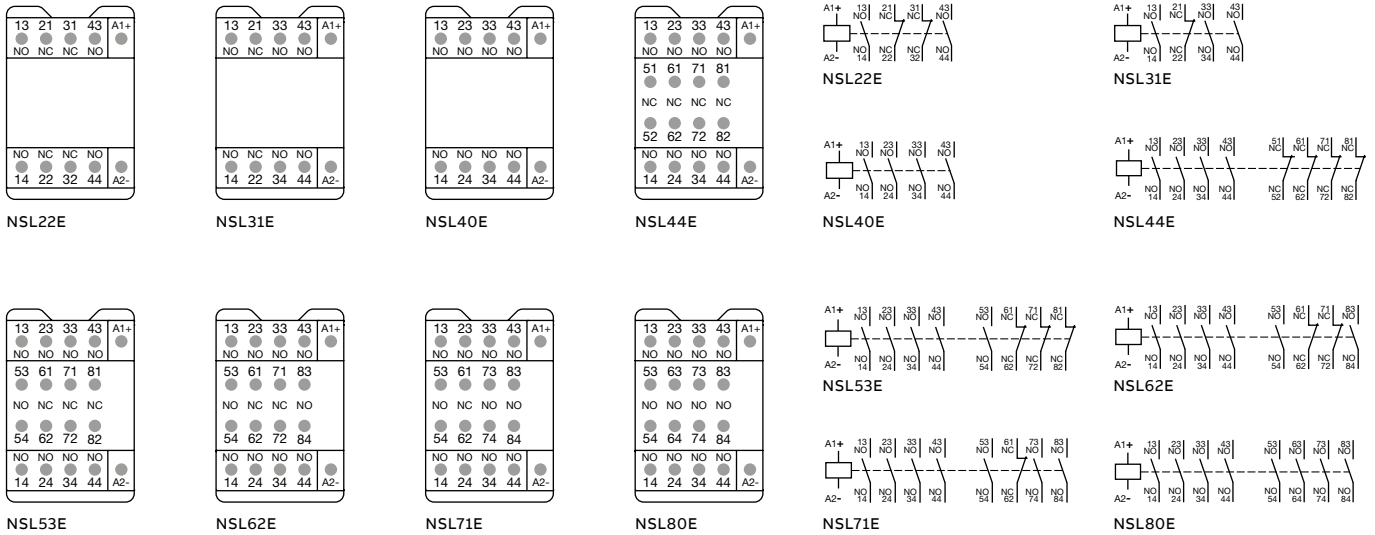 13 21 31 43 A1+
NO NC NC NO
NO NC NC NO
14 22 32 44 A2-
NSL22E
13 21 33 43 A1+
NO NC NO NO
NO NC NO NO
14 22 34 44 A2-
NSL31E
13 23 33 43 A1+
NO NO NO NO
NO NO NO NO
14 24 34 44 A2-
NSL40E
13 23 33 43 A1+
NO NO NO NO
51 61 71 81
NC NC NC NC
52 62 72 82
NO NO NO NO
14 24 34 44 A2-
NSL44E
A1+ 13 21 31 43
NO NC NC NO
NO NC NC NO
A2- 14 22 32 44
NSL22E
A1+ 13 21 33 43
NO NC NO NO
NO NC NO NO
A2- 14 22 34 44
NSL31E
A1+ 13 23 33 43
NO NO NO NO
NO NO NO NO
A2- 14 24 34 44
NSL40E
A1+ 13 23 33 43 51 61 71 81
NO NO NO NO NC NC NC NC
NO NO NO NO NC NC NC NC
A2- 14 24 34 44 52 62 72 82
NSL44E
13 23 33 43 A1+
NO NO NO NO
53 61 71 81
NO NC NC NC
54 62 72 82
NO NO NO NO
14 24 34 44 A2-
NSL53E
13 23 33 43 A1+
NO NO NO NO
53 61 71 83
NO NC NC NO
54 62 72 84
NO NO NO NO
14 24 34 44 A2-
NSL62E
13 23 33 43 A1+
NO NO NO NO
53 61 73 83
NO NC NO NO
54 62 74 84
NO NO NO NO
14 24 34 44 A2-
NSL71E
13 23 33 43 A1+
NO NO NO NO
53 63 73 83
NO NO NO NO
54 64 74 84
NO NO NO NO
14 24 34 44 A2-
NSL80E
A1+ 13 23 33 43 53 61 71 81
NO NO NO NO NO NC NC NC
NO NO NO NO NO NC NC NC
A2- 14 24 34 44 54 62 72 82
NSL53E
A1+ 13 23 33 43 53 61 71 83
NO NO NO NO NO NC NC NO
NO NO NO NO NO NC NC NO
A2- 14 24 34 44 54 62 72 84
NSL62E
A1+ 13 23 33 43 53 61 73 83
NO NO NO NO NO NC NO NO
NO NO NO NO NO NC NO NO
A2- 14 24 34 44 54 62 74 84
NSL71E
A1+ 13 23 33 43 53 63 73 83
NO NO NO NO NO NO NO NO
NO NO NO NO NO NO NO NO
A2- 14 24 34 44 54 64 74 84
NSL80E